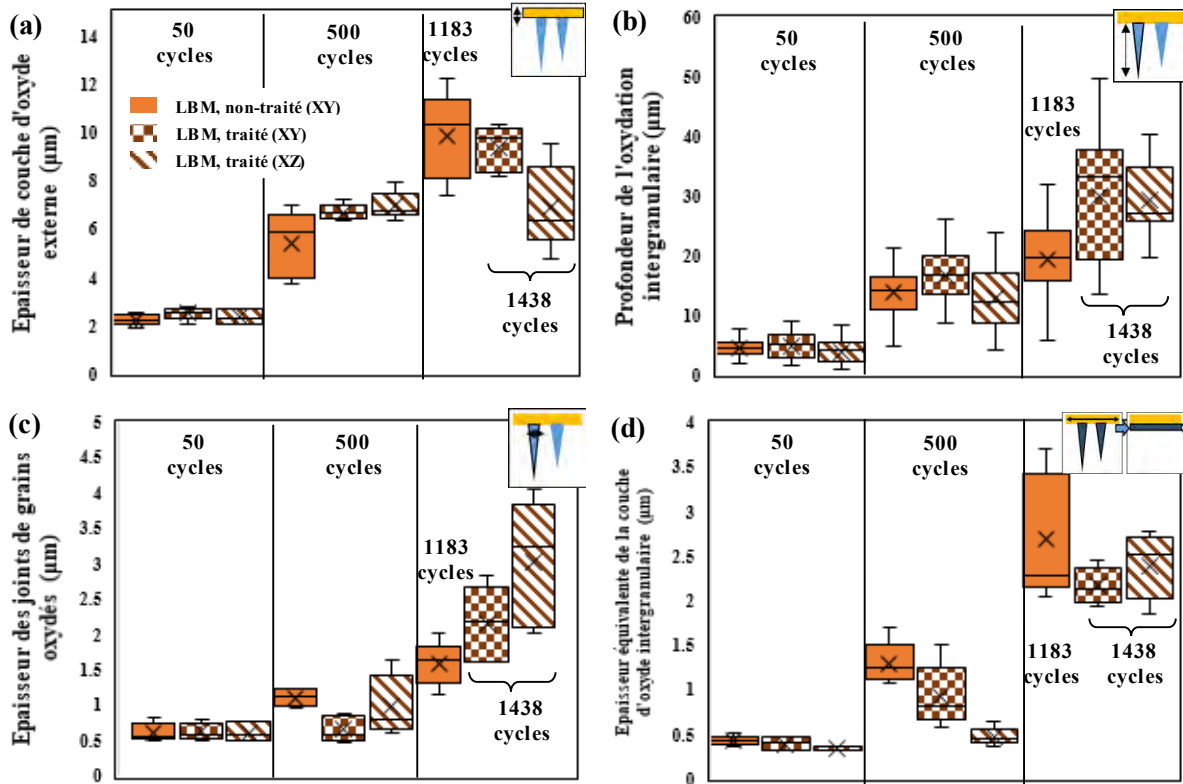 (a)
Epaisseur de couche d'oxyde
externe (µm)
14
12
10
8
6
4
2
0
50
cycles
500
cycles
1183
cycles
LBM, non-traité (XY)
LBM, traité (XY)
LBM, traité (XZ)
1438
cycles
(b)
Profondeur de l'oxydation
intergranulaire (µm)
60
50
40
30
20
10
0
50
cycles
500
cycles
1183
cycles
1438
cycles
(c)
Epaisseur des joints de grains
oxydés (µm)
5
4.5
4
3.5
3
2.5
2
1.5
1
0.5
0
50
cycles
500
cycles
1183
cycles
1438
cycles
(d)
Epaisseur équivalente de la couche
d'oxyde intergranulaire (µm)
4
3.5
3
2.5
2
1.5
1
0.5
0
50
cycles
500
cycles
1183
cycles
1438
cycles